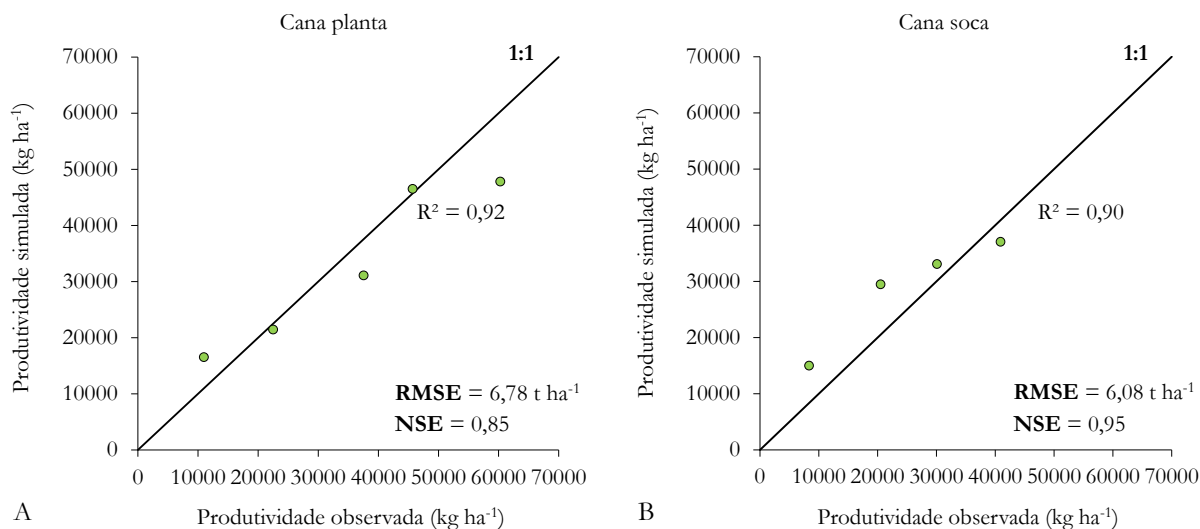 Cana planta
70000
60000
50000
40000
30000
20000
10000
0
Produtividade simulada (kg ha⁻¹)
1:1
R² = 0,92
RMSE = 6,78 t ha⁻¹
NSE = 0,85
0 10000 20000 30000 40000 50000 60000 70000
A
Produtividade observada (kg ha⁻¹)
Cana soca
70000
60000
50000
40000
30000
20000
10000
0
Produtividade simulada (kg ha⁻¹)
1:1
R² = 0,90
RMSE = 6,08 t ha⁻¹
NSE = 0,95
0 10000 20000 30000 40000 50000 60000 70000
B
Produtividade observada (kg ha⁻¹)